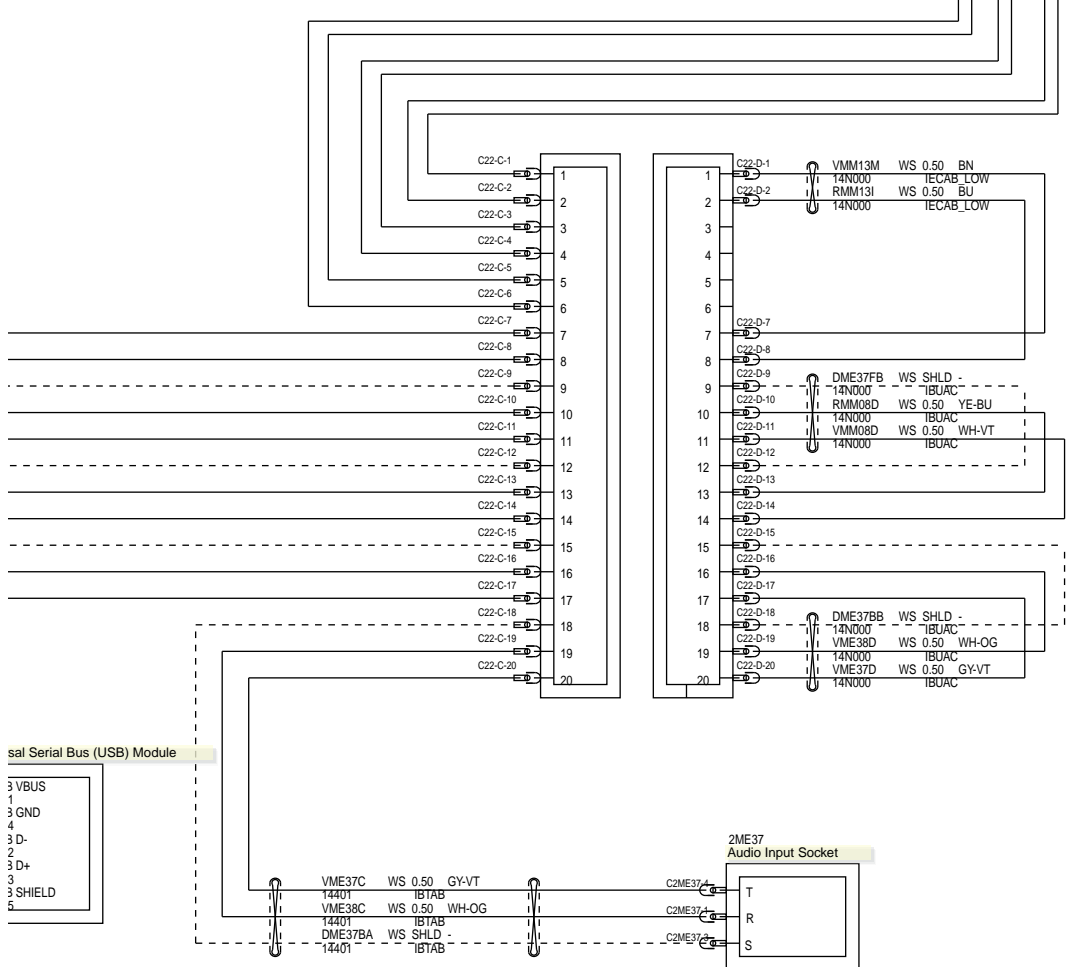 C22-C-1
1
C22-C-2
2
C22-C-3
3
C22-C-4
4
C22-C-5
5
C22-C-6
6
C22-C-7
7
C22-C-8
8
C22-C-9
9
C22-C-10
10
C22-C-11
11
C22-C-12
12
C22-C-13
13
C22-C-14
14
C22-C-15
15
C22-C-16
16
C22-C-17
17
C22-C-18
18
C22-C-19
19
C22-C-20
20
C22-D-1
1
VMM13M WS 0.50 BN
14N000 IECAB_LOW
C22-D-2
2
RMM13I WS 0.50 BU
14N000 IECAB_LOW
3
4
5
6
C22-D-7
7
C22-D-8
8
C22-D-9
9
DME37FB WS SHLD -
14N000 IBUAC
C22-D-10
10
RMM08D WS 0.50 YE-BU
14N000 IBUAC
C22-D-11
11
VMM08D WS 0.50 WH-VT
14N000 IBUAC
C22-D-12
12
C22-D-13
13
C22-D-14
14
C22-D-15
15
C22-D-16
16
C22-D-17
17
C22-D-18
18
DME37BB WS SHLD -
14N000 IBUAC
C22-D-19
19
VME38D WS 0.50 WH-OG
14N000 IBUAC
C22-D-20
20
VME37D WS 0.50 GY-VT
14N000 IBUAC
sal Serial Bus (USB) Module
B VBUS
1
B GND
4
B D-
2
B D+
3
B SHIELD
5
2ME37
Audio Input Socket
VME37C WS 0.50 GY-VT
14401 IBTAB
C2ME37-4
T
VME38C WS 0.50 WH-OG
14401 IBTAB
C2ME37-1
R
DME37BA WS SHLD -
14401 IBTAB
C2ME37-3
S